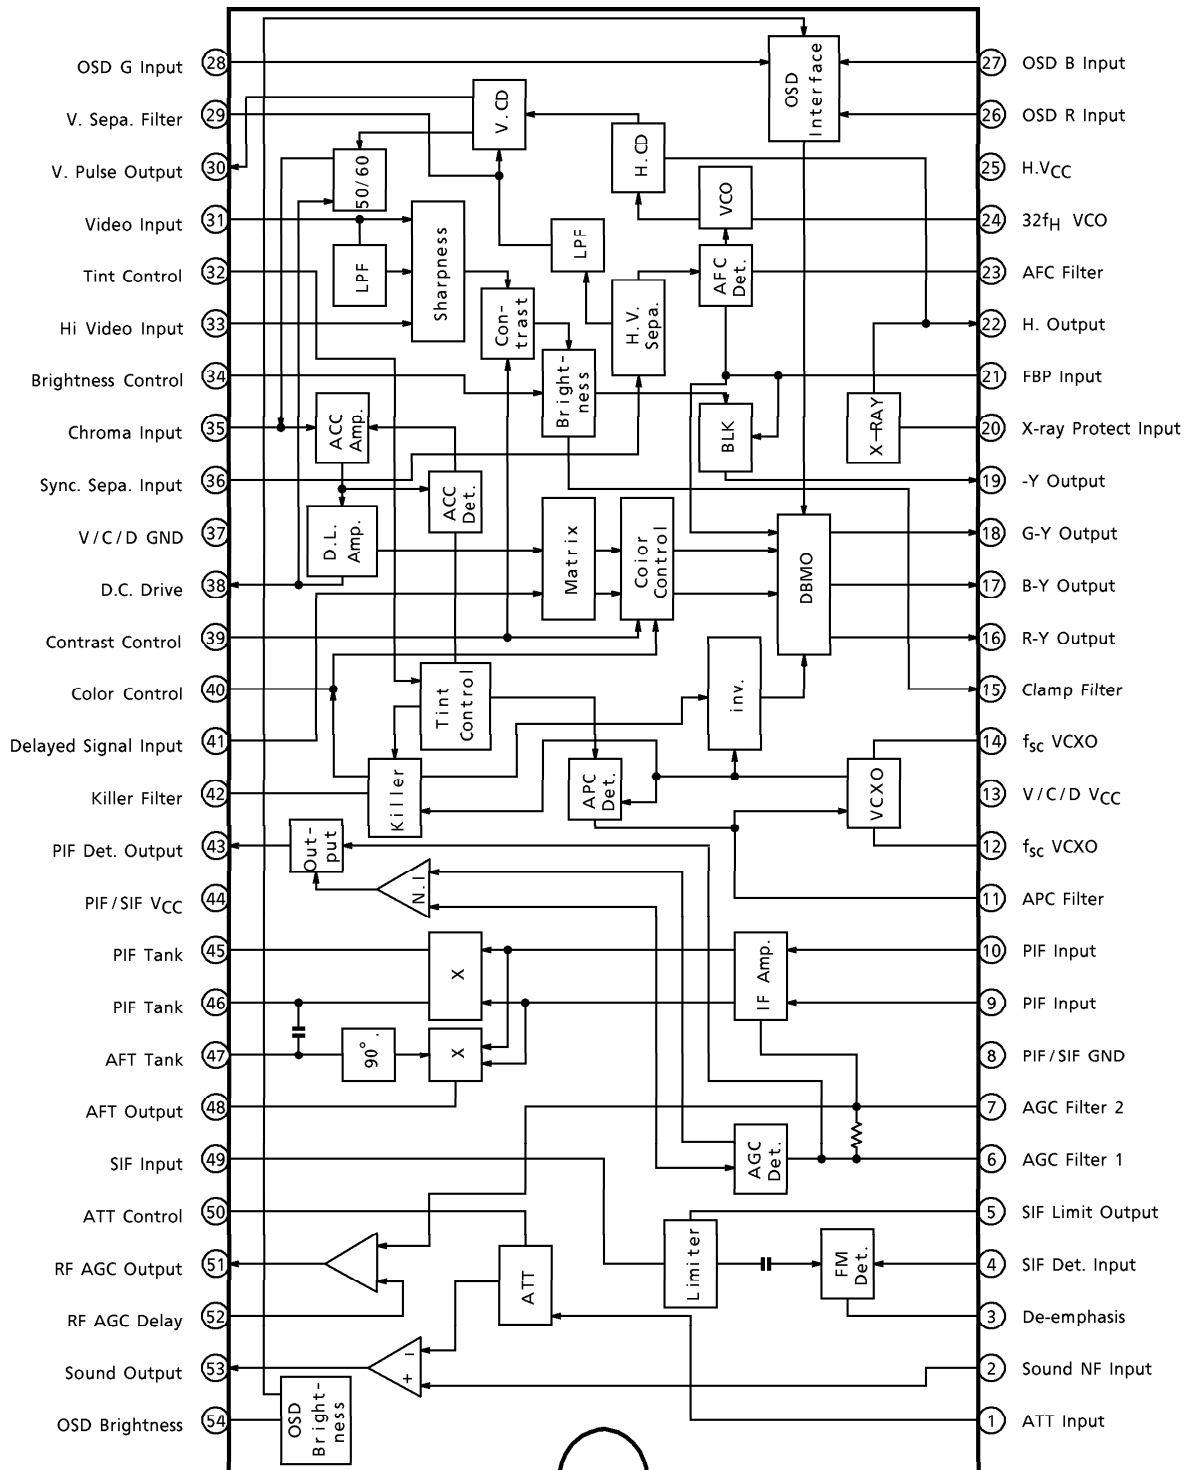 OSD G Input 28
V. Sepa. Filter 29
V. Pulse Output 30
Video Input 31
Tint Control 32
Hi Video Input 33
Brightness Control 34
Chroma Input 35
Sync. Sepa. Input 36
V/C/D GND 37
D.C. Drive 38
Contrast Control 39
Color Control 40
Delayed Signal Input 41
Killer Filter 42
PIF Det. Output 43
PIF/SIF VCC 44
PIF Tank 45
PIF Tank 46
AFT Tank 47
AFT Output 48
SIF Input 49
ATT Control 50
RF AGC Output 51
RF AGC Delay 52
Sound Output 53
OSD Brightness 54
OSD
Interface
V.CD
H.CD
50/60
VCO
LPF
Sharpness
LPF
AFC
Det.
Con-
trast
H.V.
Sepa.
Bright-
ness
ACC
Amp.
BLK
X-RAY
ACC
Det.
D.L.
Amp.
Matrix
Color
Control
DBMO
Tint
Control
inv.
Killer
APC
Det.
VCXO
Out-
put
N.I
X
IF Amp.
90°.
X
AGC
Det.
Limiter
FM
Det.
ATT
−
+
OSD
Bright-
ness
27 OSD B Input
26 OSD R Input
25 H.VCC
24 32fH VCO
23 AFC Filter
22 H. Output
21 FBP Input
20 X-ray Protect Input
19 -Y Output
18 G-Y Output
17 B-Y Output
16 R-Y Output
15 Clamp Filter
14 fsc VCXO
13 V/C/D VCC
12 fsc VCXO
11 APC Filter
10 PIF Input
9 PIF Input
8 PIF/SIF GND
7 AGC Filter 2
6 AGC Filter 1
5 SIF Limit Output
4 SIF Det. Input
3 De-emphasis
2 Sound NF Input
1 ATT Input